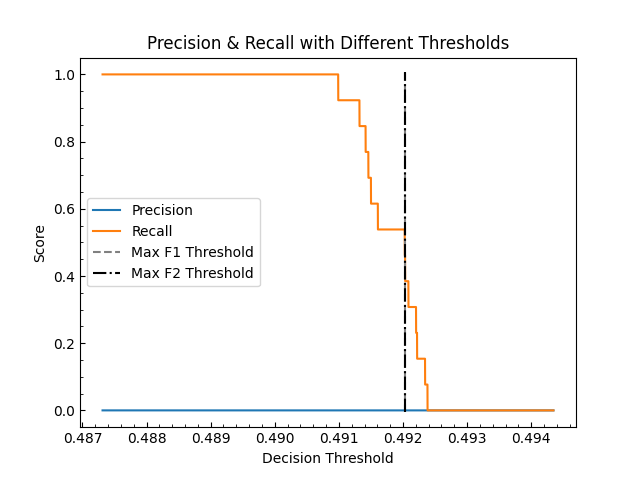 Precision & Recall with Different Thresholds
1.0
0.8
0.6
0.4
0.2
0.0
Score
Precision
Recall
Max F1 Threshold
Max F2 Threshold
0.487 0.488 0.489 0.490 0.491 0.492 0.493 0.494
Decision Threshold